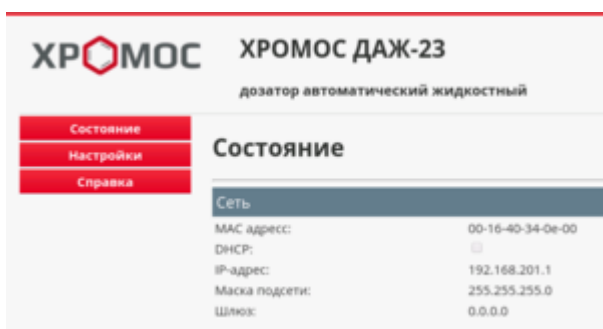 ХРОМОС
ХРОМОС ДАЖ-23
дозатор автоматический жидкостный
Состояние
Настройки
Справка
Состояние
Сеть
MAC адресс: 00-16-40-34-0e-00
DHCP:
IP-адрес: 192.168.201.1
Маска подсети: 255.255.255.0
Шлюз: 0.0.0.0